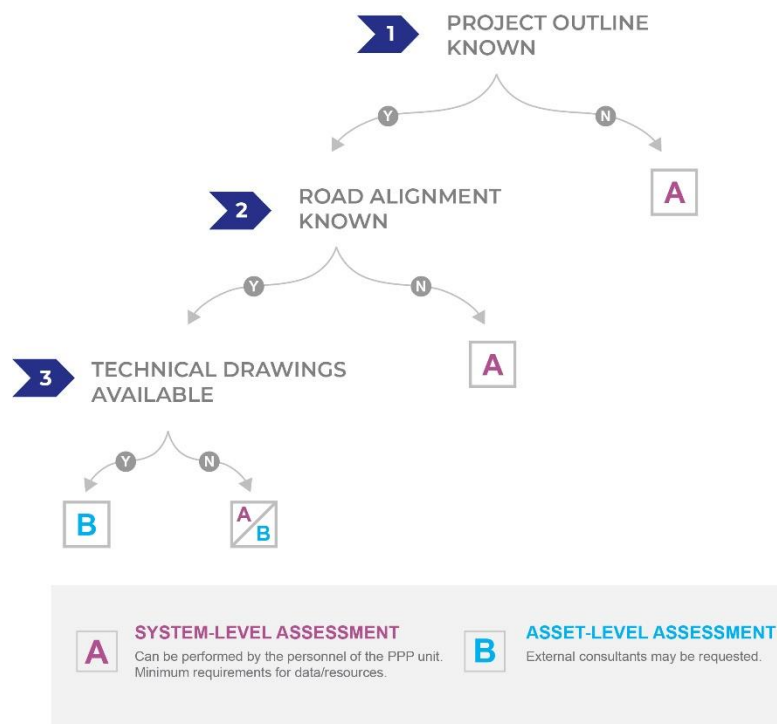 1
PROJECT OUTLINE
KNOWN
Y
N
2
ROAD ALIGNMENT
KNOWN
A
Y
N
3
TECHNICAL DRAWINGS
AVAILABLE
A
Y
N
B
A
B
A
SYSTEM-LEVEL ASSESSMENT
Can be performed by the personnel of the PPP unit.
Minimum requirements for data/resources.
B
ASSET-LEVEL ASSESSMENT
External consultants may be requested.